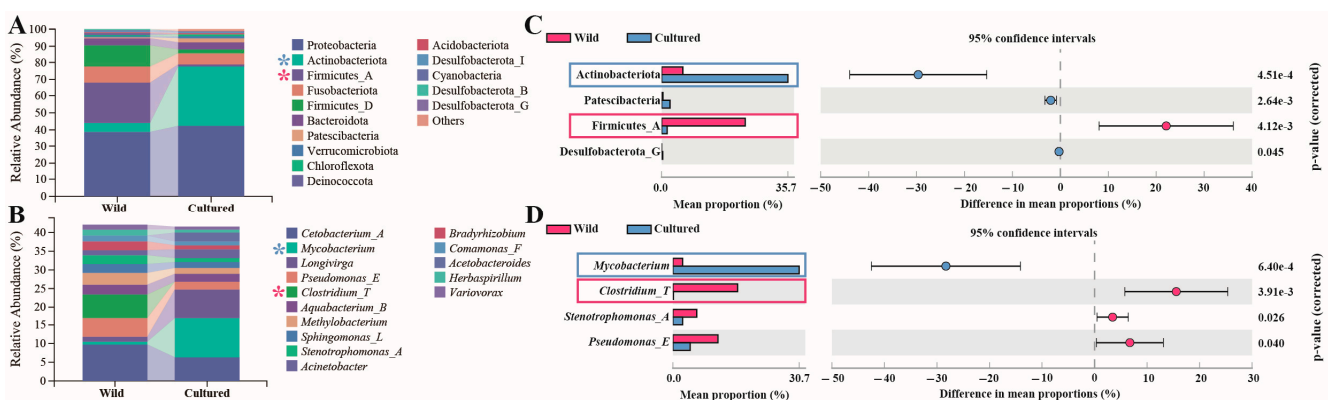 A
Relative Abundance (%)
100
90
80
70
60
50
40
30
20
10
0
Wild Cultured
Proteobacteria
Actinobacteriota
Firmicutes_A
Fusobacteriota
Firmicutes_D
Bacteroidota
Patescibacteria
Verrucomicrobiota
Chloroflexota
Deinococcota
Acidobacteriota
Desulfobacterota_I
Cyanobacteria
Desulfobacterota_B
Desulfobacterota_G
Others
B
Relative Abundance (%)
40
35
30
25
20
15
10
5
0
Wild Cultured
Cetobacterium_A
Mycobacterium
Longivirga
Pseudomonas_E
Clostridium_T
Aquabacterium_B
Methylobacterium
Sphingomonas_L
Stenotrophomonas_A
Acinetobacter
Bradyrhizobium
Comamonas_F
Acetobacteroides
Herbaspirillum
Variovorax
C
Wild Cultured
95% confidence intervals
Actinobacteriota
4.51e-4
Patescibacteria
2.64e-3
Firmicutes_A
4.12e-3
Desulfobacterota_G
0.045
p-value (corrected)
0.0 35.7
Mean proportion (%)
−50 −40 −30 −20 −10 0 10 20 30 40
Difference in mean proportions (%)
D
Wild Cultured
95% confidence intervals
Mycobacterium
6.40e-4
Clostridium_T
3.91e-3
Stenotrophomonas_A
0.026
Pseudomonas_E
0.040
p-value (corrected)
0.0 30.7
Mean proportion (%)
−50 −40 −30 −20 −10 0 10 20 30
Difference in mean proportions (%)